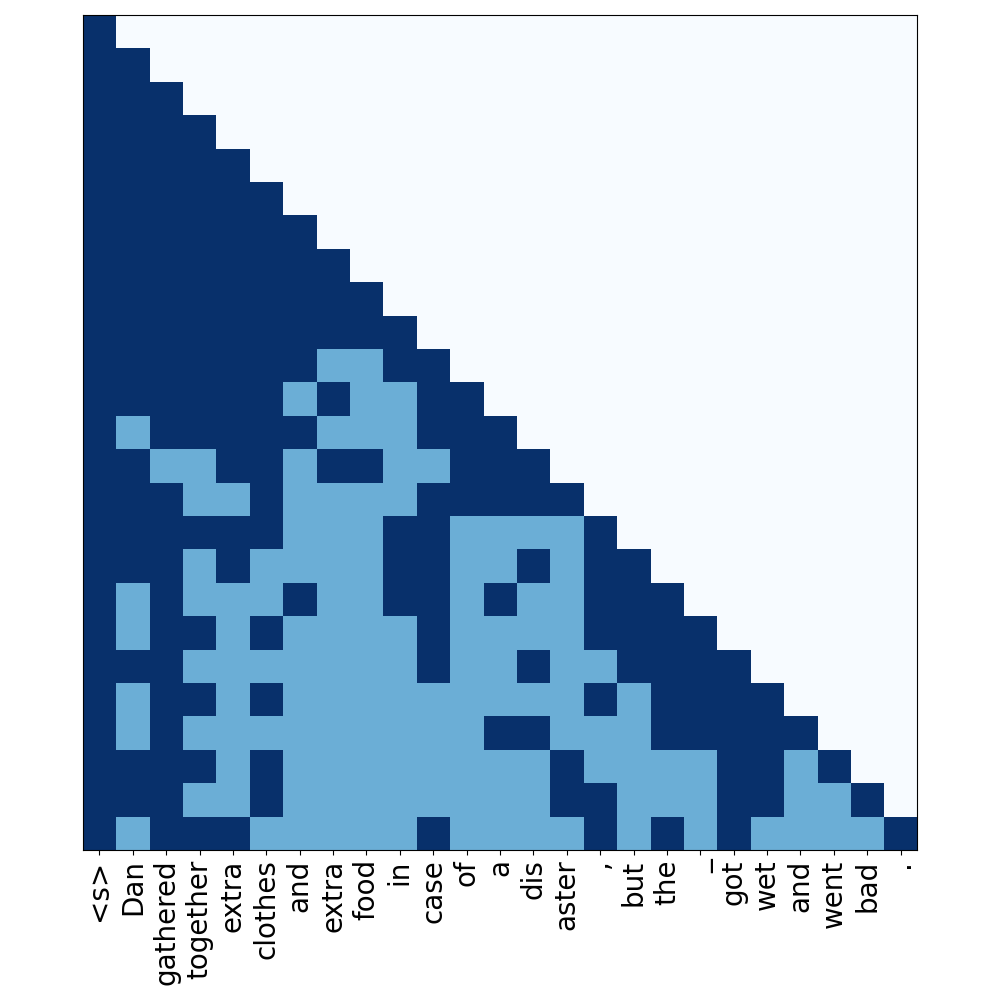 <s> Dan gathered together extra clothes and extra food in case of a dis aster , but the _ got wet and went bad .